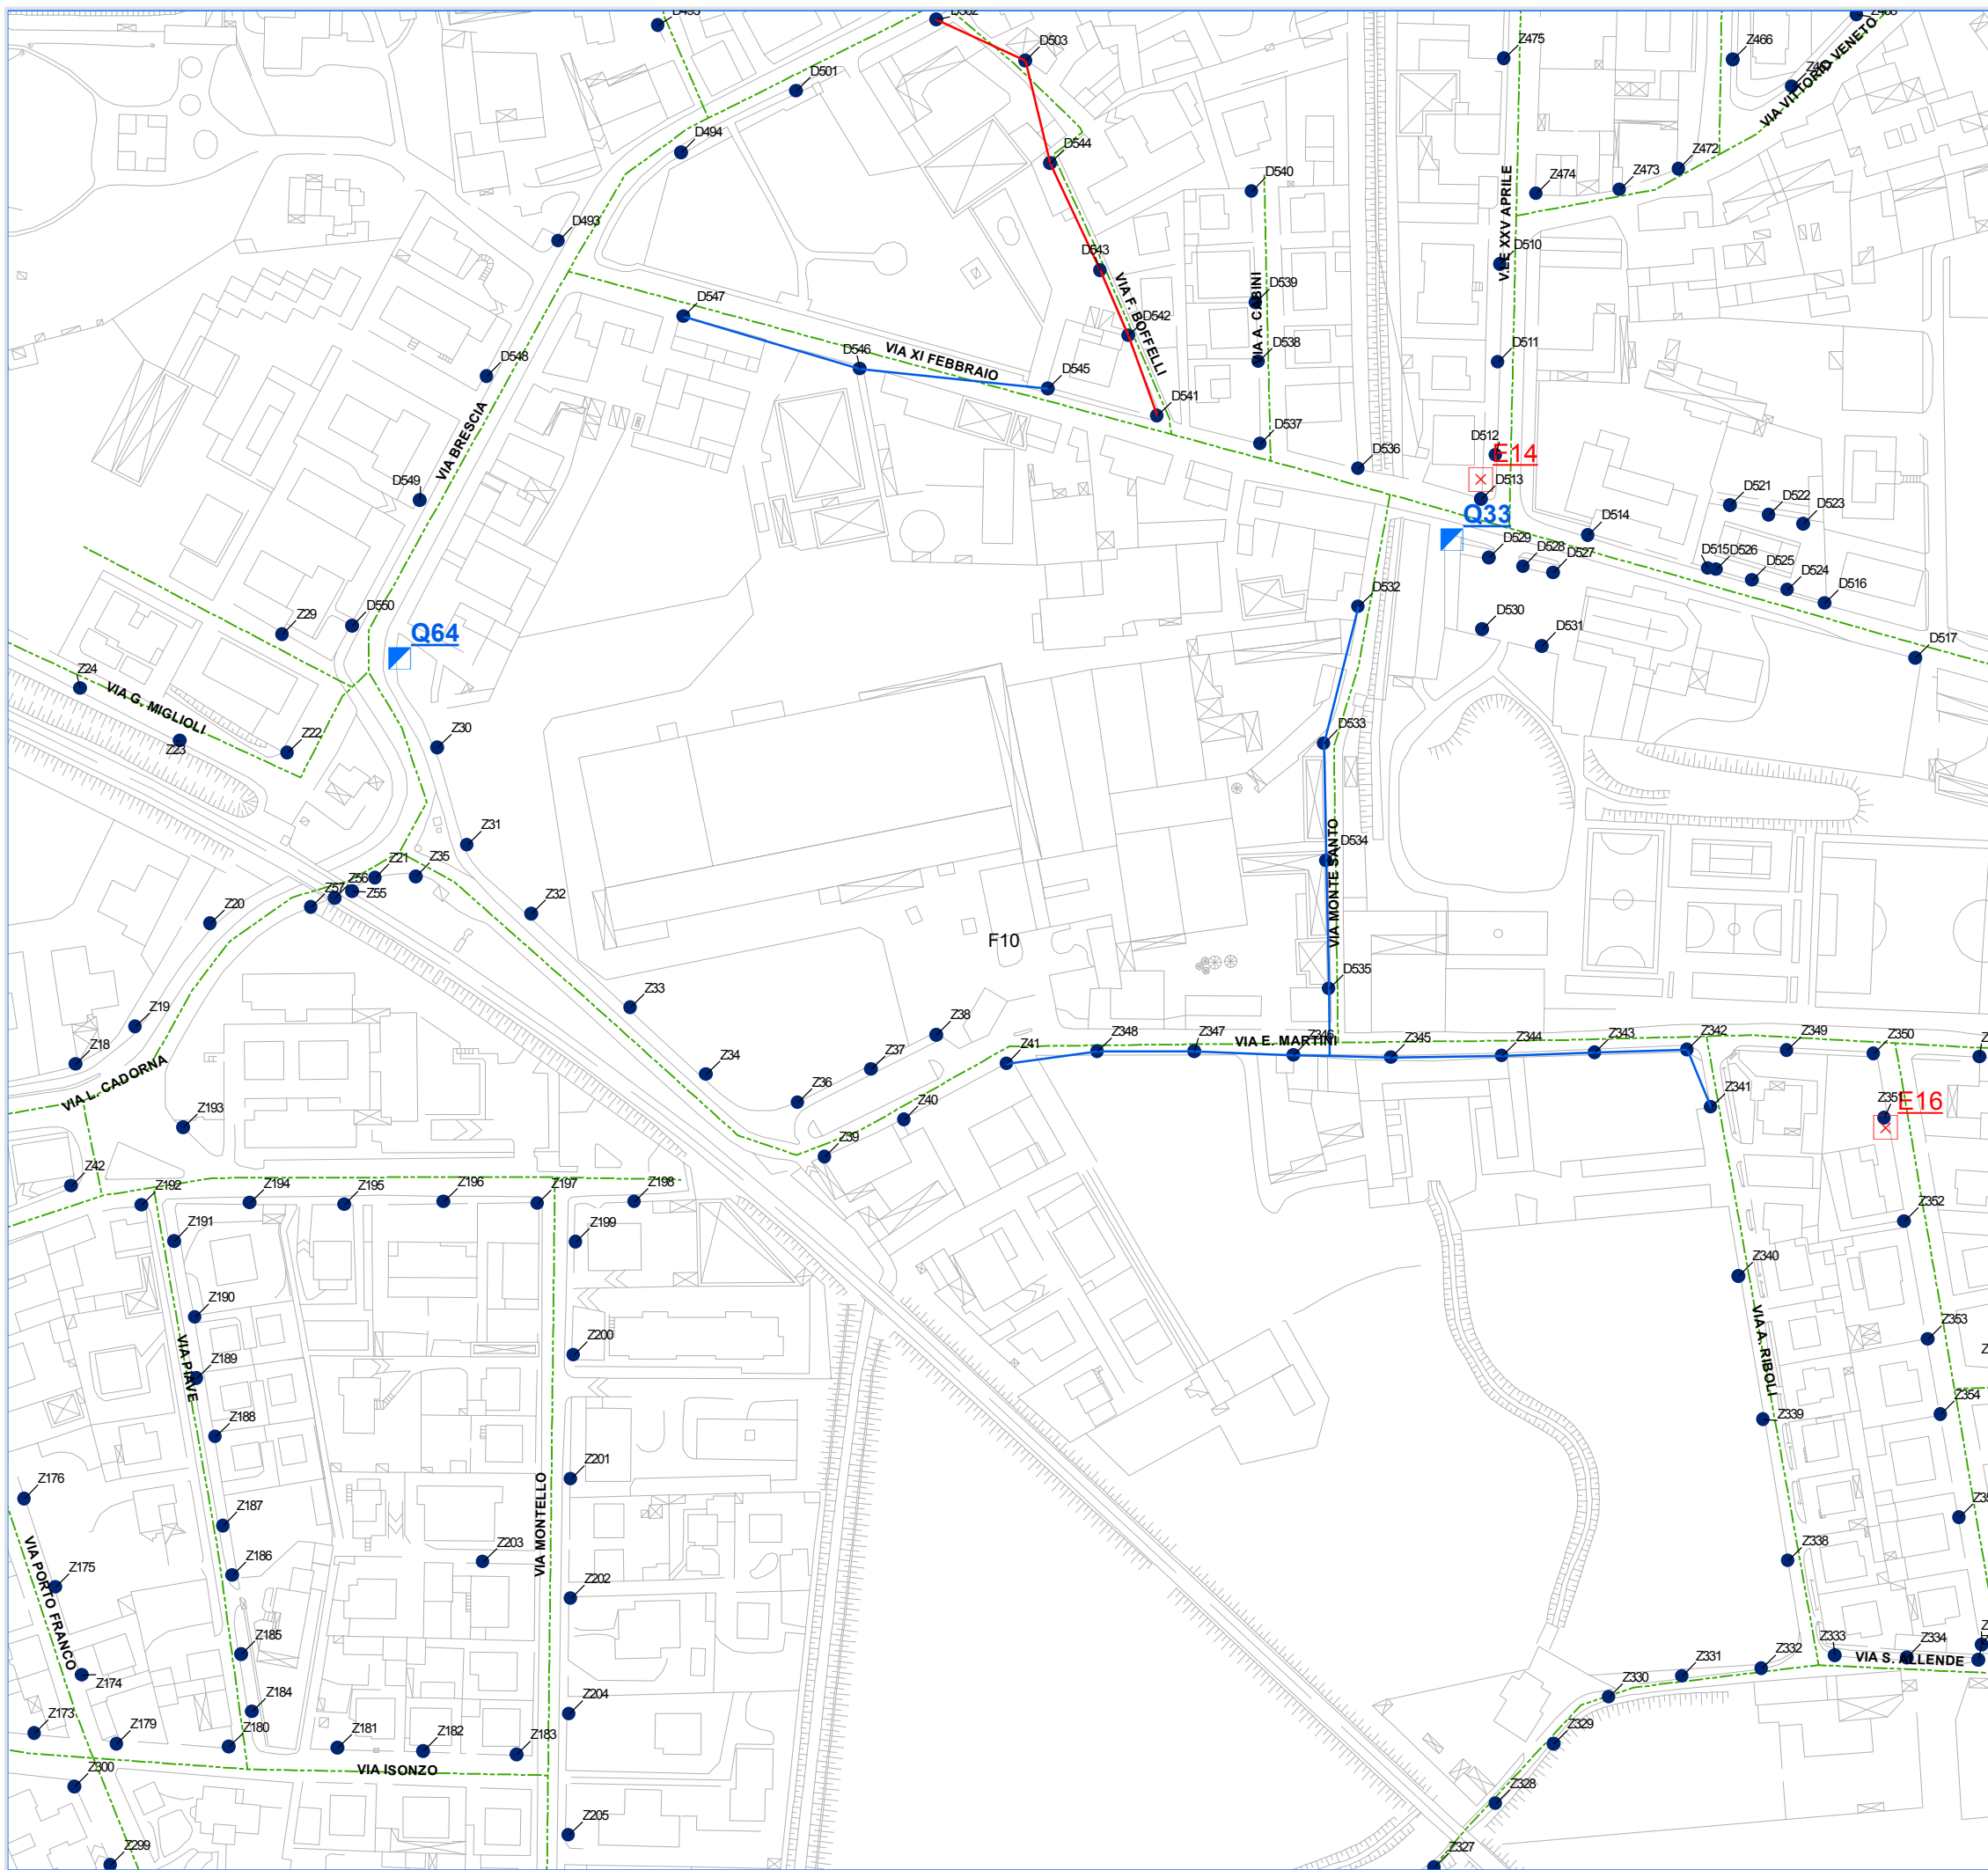 D495
D502
Z468
D503
Z475
Z466
Z467
VIA VITTORIO VENETO
D501
D494
D544
Z472
D540
Z474
Z473
D493
D543
V.LE XXV APRILE
D510
D547
VIA F. BOFFELLI
D542
VIA A. CABINI
D539
D548
D546
VIA XI FEBBRAIO
D545
D538
D511
D541
VIA BRESCIA
D537
D512
D536
E14
D549
D513
D521
D522
D523
Q33
D514
D529
D528
D527
D515
D526
D525
D524
D516
D532
Z29
D550
Q64
D530
D531
D517
Z24
VIA G. MIGLIOLI
Z23
Z22
Z30
D533
Z31
VIA MONTE SANTO
D534
Z21
Z35
Z56
Z57
Z55
Z20
Z32
F10
D535
Z33
Z19
Z38
Z18
Z348
Z347
VIA E. MARTINI
Z346
Z345
Z344
Z343
Z342
Z349
Z350
Z41
Z37
Z34
VIA L. CADORNA
Z36
Z40
Z341
Z351
E16
Z193
Z39
Z42
Z192
Z194
Z195
Z196
Z197
Z198
Z191
Z199
Z352
Z340
Z190
VIA PIAVE
Z200
VIA A. RIBOLI
Z353
Z189
Z354
Z339
Z188
Z176
Z201
VIA MONTELLO
Z187
Z338
VIA PORTO FRANCO
Z175
Z186
Z203
Z202
Z185
Z333
Z334
VIA S. ALLENDE
Z332
Z331
Z174
Z330
Z184
Z204
Z173
Z179
Z180
Z181
Z182
Z183
Z329
VIA ISONZO
Z300
Z328
Z205
Z299
Z327